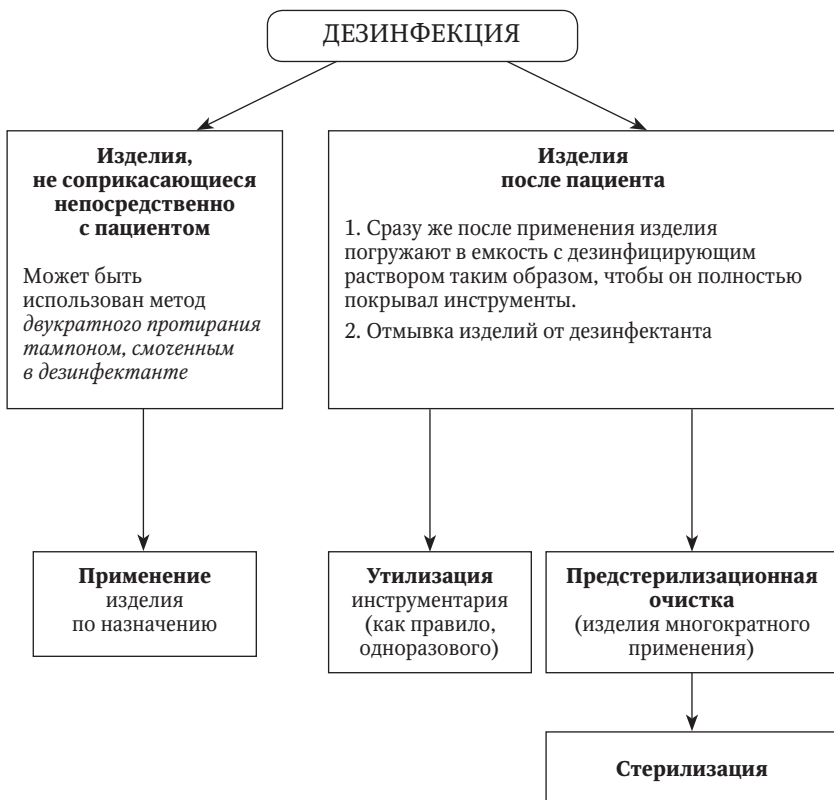 ДЕЗИНФЕКЦИЯ
Изделия,
не соприкасающиеся
непосредственно
с пациентом
Может быть
использован метод
двукратного протирания
тампоном, смоченным
в дезинфектанте
Изделия
после пациента
1. Сразу же после применения изделия
погружают в емкость с дезинфицирующим
раствором таким образом, чтобы он полностью
покрывал инструменты.
2. Отмывка изделий от дезинфектанта
Применение
изделия
по назначению
Утилизация
инструментария
(как правило,
одноразового)
Предстерилизационная
очистка
(изделия многократного
применения)
Стерилизация